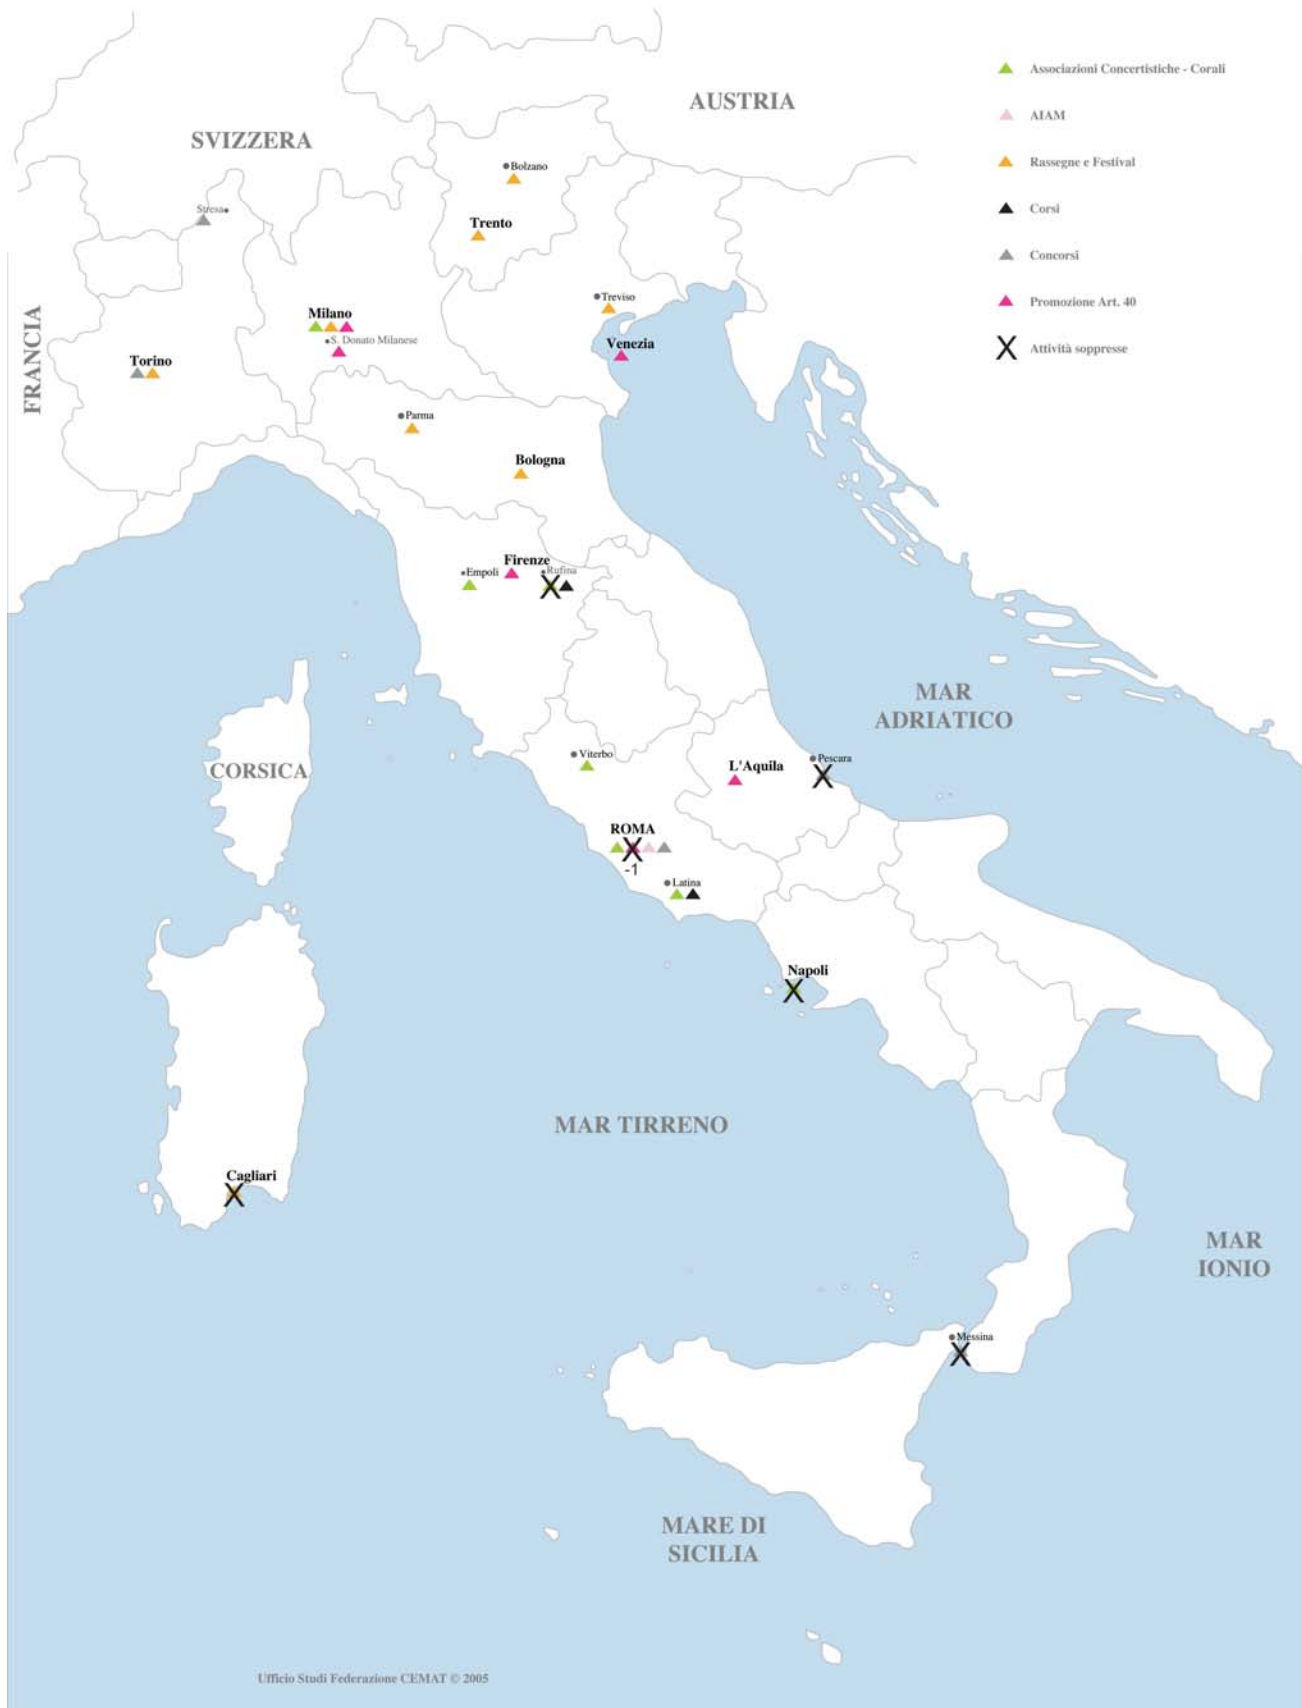 AUSTRIA
SVIZZERA
FRANCIA
Associazioni Concertistiche - Corali
AIAM
Rassegne e Festival
Corsi
Concorsi
Promozione Art. 40
Attività soppresse
Bolzano
Stresa
Trento
Treviso
Milano
S. Donato Milanese
Venezia
Torino
Parma
Bologna
Firenze
Empoli
Rufina
MAR
ADRIATICO
Viterbo
L'Aquila
Pescara
CORSICA
ROMA
-1
Latina
Napoli
MAR TIRRENO
Cagliari
MAR
IONIO
Messina
MARE DI
SICILIA
Ufficio Studi Federazione CEMAT © 2005